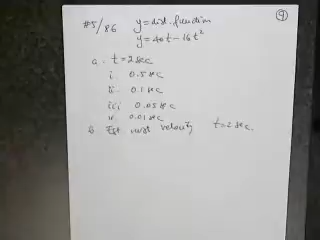 #5/86 y = dist. function
y = 40t - 16t²
a. t = 2 sec
i. 0.5 sec
ii. 0.1 sec
iii 0.05 sec
iv. 0.01 sec
b Est inst velocity t = 2 sec.
9